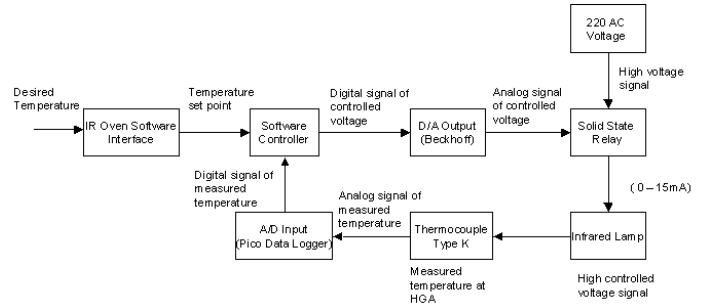 220 AC
Voltage
High voltage
signal
Desired
Temperature
Temperature
set point
Digital signal of
controlled
voltage
Analog signal
of controlled
voltage
IR Oven Software
Interface
Software
Controller
D/A Output
(Beckhoff)
Solid State
Relay
Digital signal of
measured
temperature
Analog signal of
measured
temperature
( 0 – 15mA)
A/D Input
(Pico Data Logger)
Thermocouple
Type K
Infrared Lamp
Measured
temperature at
HGA
High controlled
voltage signal